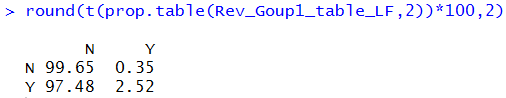 > round(t(prop.table(Rev_Goup1_table_LF,2))*100,2)
N Y
N 99.65 0.35
Y 97.48 2.52